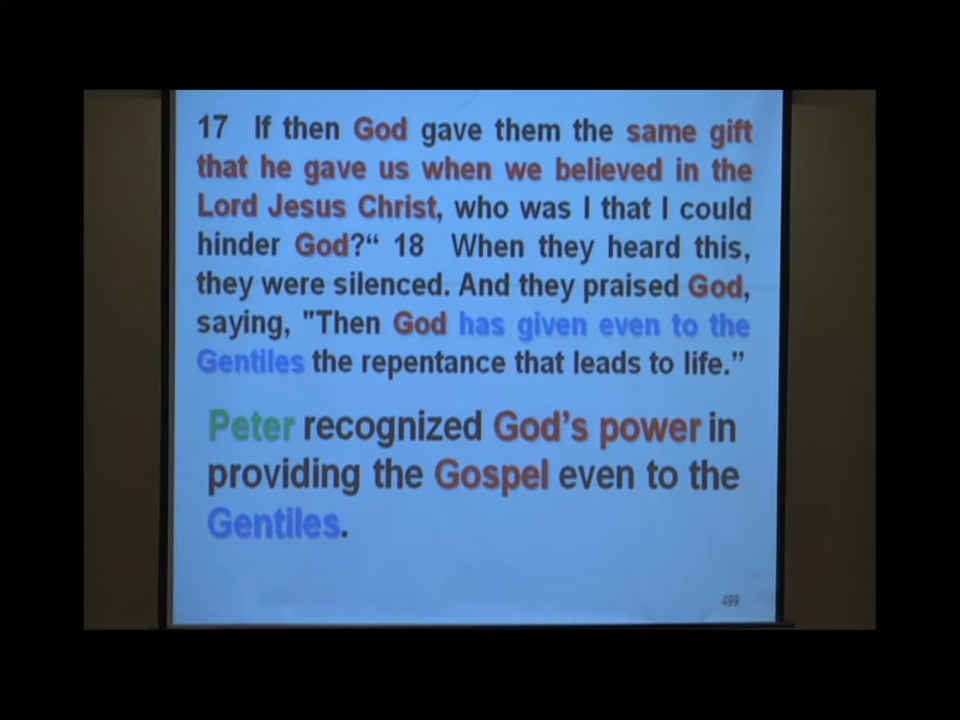 17 If then God gave them the same gift
that he gave us when we believed in the
Lord Jesus Christ, who was I that I could
hinder God?“ 18 When they heard this,
they were silenced. And they praised God,
saying, "Then God has given even to the
Gentiles the repentance that leads to life.”
Peter recognized God’s power in
providing the Gospel even to the
Gentiles.
499